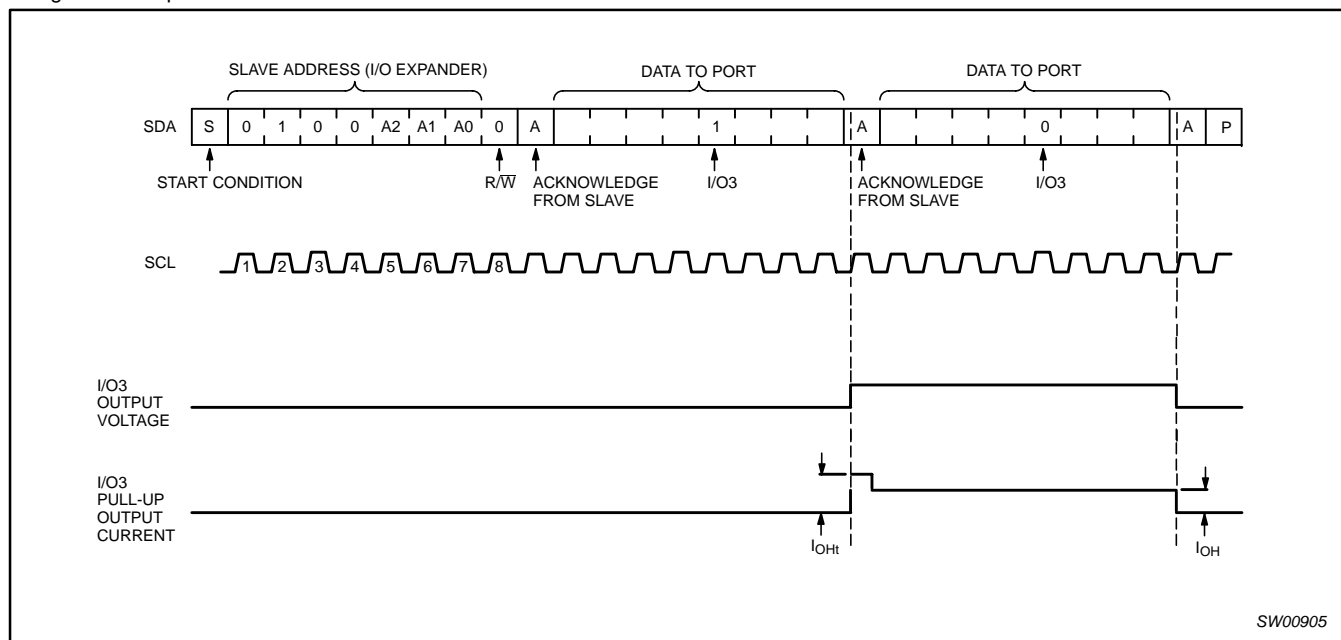 SLAVE ADDRESS (I/O EXPANDER) DATA TO PORT DATA TO PORT
SDA S 0 1 0 0 A2 A1 A0 0 A 1 A 0 A P
START CONDITION R/W ACKNOWLEDGE FROM SLAVE I/O3 ACKNOWLEDGE FROM SLAVE I/O3
SCL 1 2 3 4 5 6 7 8
I/O3
OUTPUT
VOLTAGE
I/O3
PULL-UP
OUTPUT
CURRENT
IOHt IOH
SW00905